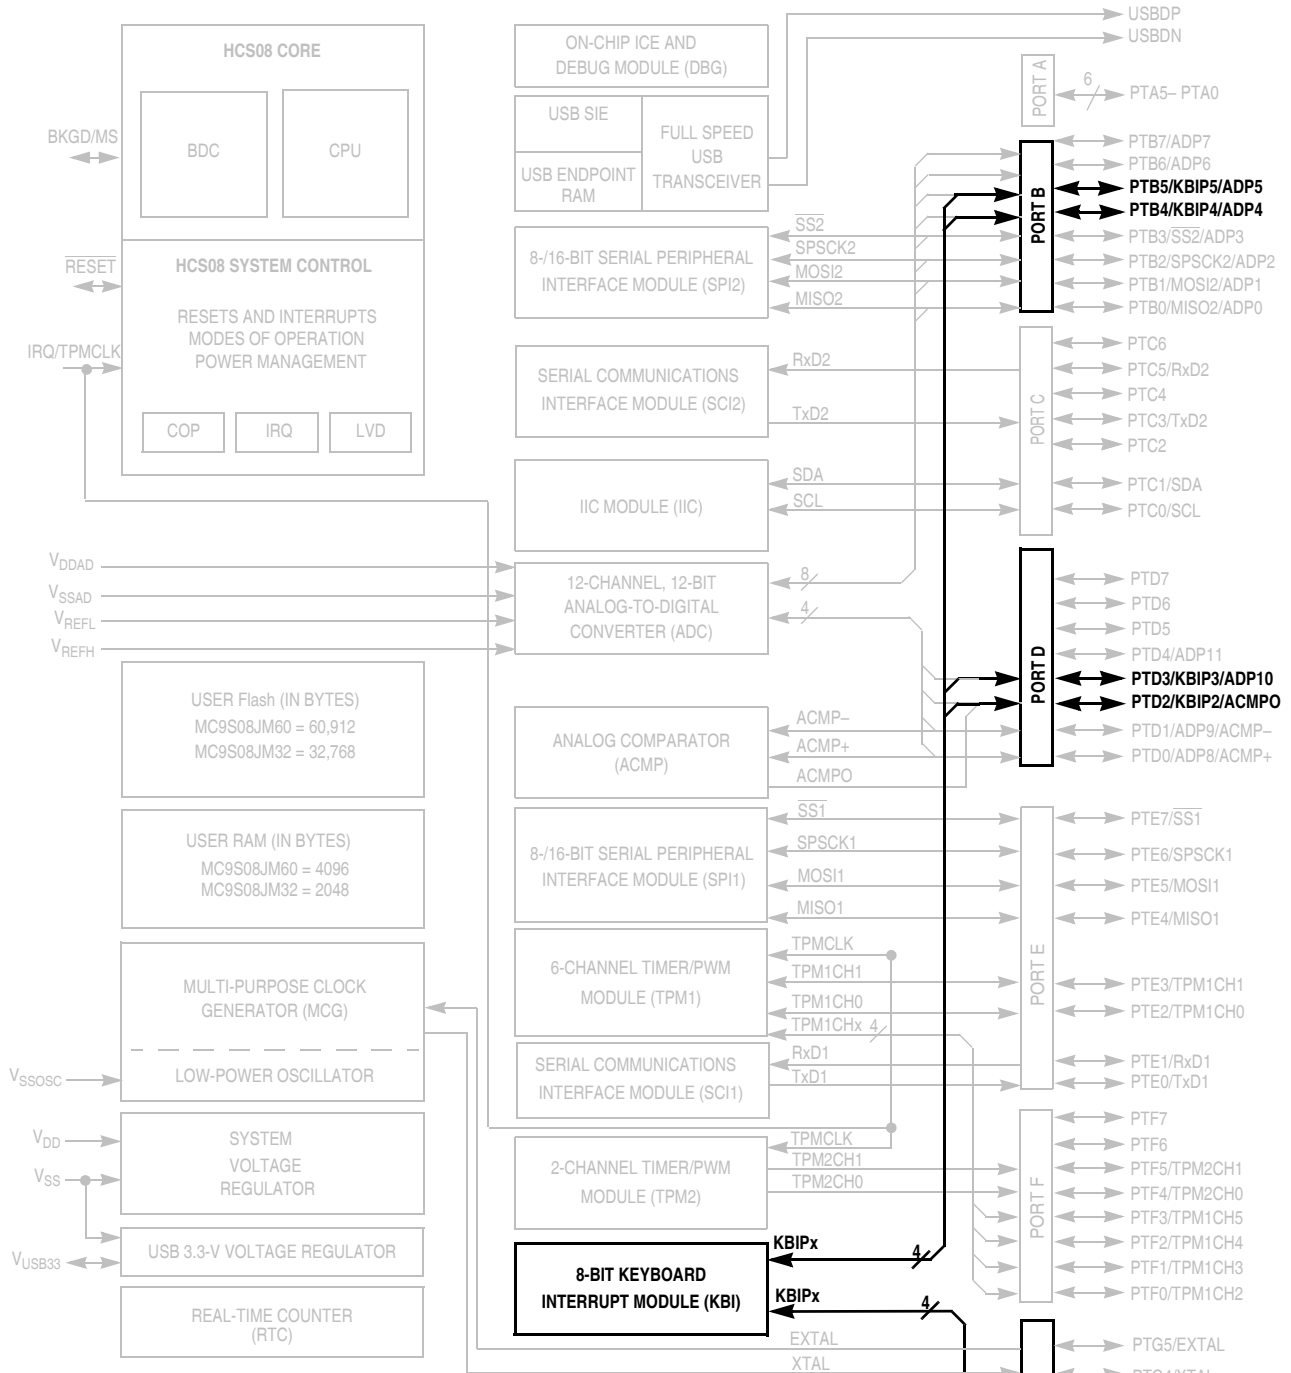 HCS08 CORE
BDC
CPU
BKGD/MS
RESET
HCS08 SYSTEM CONTROL
RESETS AND INTERRUPTS
MODES OF OPERATION
POWER MANAGEMENT
IRQ/TPMCLK
COP
IRQ
LVD
VDDAD
VSSAD
VREFL
VREFH
USER Flash (IN BYTES)
MC9S08JM60 = 60,912
MC9S08JM32 = 32,768
USER RAM (IN BYTES)
MC9S08JM60 = 4096
MC9S08JM32 = 2048
MULTI-PURPOSE CLOCK
GENERATOR (MCG)
LOW-POWER OSCILLATOR
VSSOSC
VDD
VSS
SYSTEM
VOLTAGE
REGULATOR
USB 3.3-V VOLTAGE REGULATOR
VUSB33
REAL-TIME COUNTER
(RTC)
ON-CHIP ICE AND
DEBUG MODULE (DBG)
USB SIE
USB ENDPOINT
RAM
FULL SPEED
USB
TRANSCEIVER
8-/16-BIT SERIAL PERIPHERAL
INTERFACE MODULE (SPI2)
SS2
SPSCK2
MOSI2
MISO2
SERIAL COMMUNICATIONS
INTERFACE MODULE (SCI2)
RxD2
TxD2
IIC MODULE (IIC)
SDA
SCL
12-CHANNEL, 12-BIT
ANALOG-TO-DIGITAL
CONVERTER (ADC)
8
4
ANALOG COMPARATOR
(ACMP)
ACMP–
ACMP+
ACMPO
8-/16-BIT SERIAL PERIPHERAL
INTERFACE MODULE (SPI1)
SS1
SPSCK1
MOSI1
MISO1
6-CHANNEL TIMER/PWM
MODULE (TPM1)
TPMCLK
TPM1CH1
TPM1CH0
TPM1CHx 4
SERIAL COMMUNICATIONS
INTERFACE MODULE (SCI1)
RxD1
TxD1
2-CHANNEL TIMER/PWM
MODULE (TPM2)
TPMCLK
TPM2CH1
TPM2CH0
8-BIT KEYBOARD
INTERRUPT MODULE (KBI)
KBIPx
4
KBIPx
4
EXTAL
XTAL
USBDP
USBDN
PORT A
6
PTA5– PTA0
PORT B
PTB7/ADP7
PTB6/ADP6
PTB5/KBIP5/ADP5
PTB4/KBIP4/ADP4
PTB3/SS2/ADP3
PTB2/SPSCK2/ADP2
PTB1/MOSI2/ADP1
PTB0/MISO2/ADP0
PORT C
PTC6
PTC5/RxD2
PTC4
PTC3/TxD2
PTC2
PTC1/SDA
PTC0/SCL
PORT D
PTD7
PTD6
PTD5
PTD4/ADP11
PTD3/KBIP3/ADP10
PTD2/KBIP2/ACMPO
PTD1/ADP9/ACMP–
PTD0/ADP8/ACMP+
PORT E
PTE7/SS1
PTE6/SPSCK1
PTE5/MOSI1
PTE4/MISO1
PTE3/TPM1CH1
PTE2/TPM1CH0
PTE1/RxD1
PTE0/TxD1
PORT F
PTF7
PTF6
PTF5/TPM2CH1
PTF4/TPM2CH0
PTF3/TPM1CH5
PTF2/TPM1CH4
PTF1/TPM1CH3
PTF0/TPM1CH2
PTG5/EXTAL